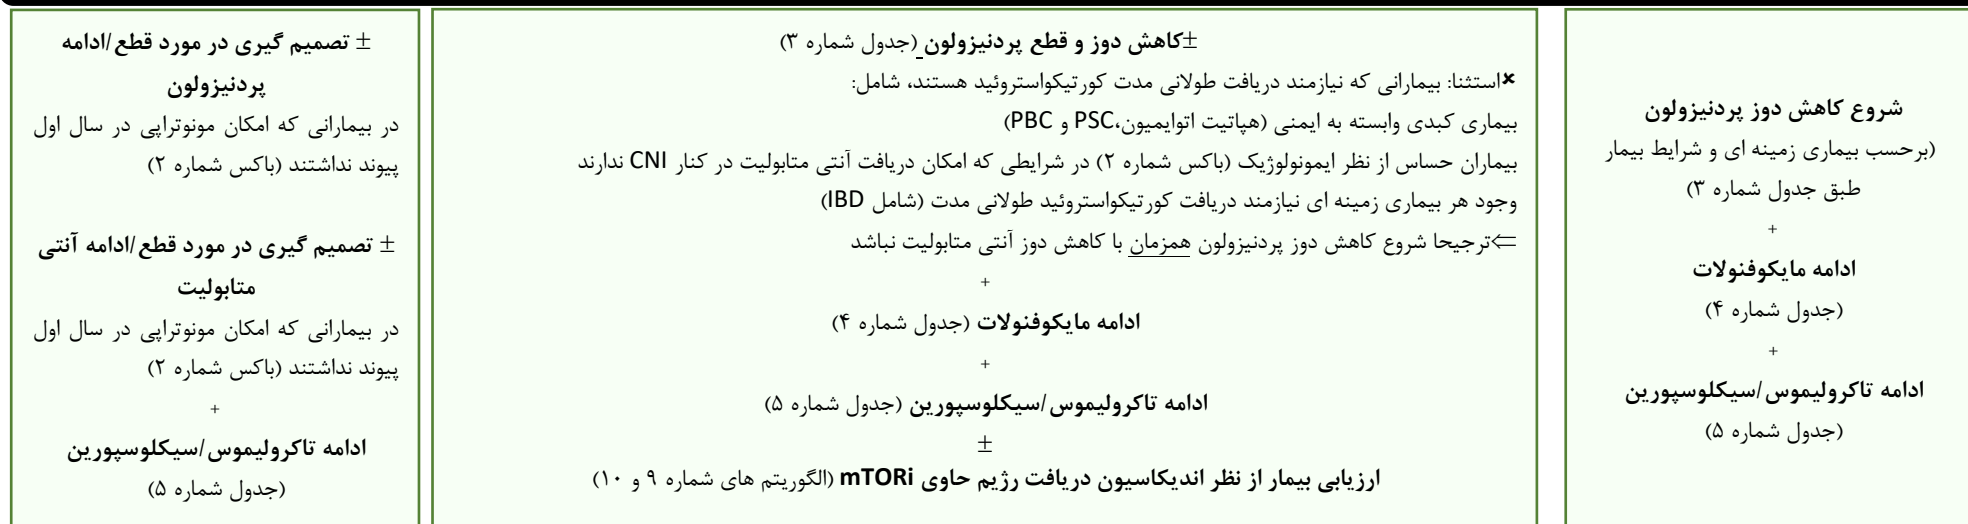 شروع کاهش دوز پردنیزولون
(برحسب بیماری زمینه ای و شرایط بیمار
طبق جدول شماره ۳)
+
ادامه مایکوفنولات
(جدول شماره ۴)
+
ادامه تاکرولیموس/سیکلوسپورین
(جدول شماره ۵)
±کاهش دوز و قطع پردنیزولون (جدول شماره ۳)
×استثنا: بیمارانی که نیازمند دریافت طولانی مدت کورتیکواستروئید هستند، شامل:
بیماری کبدی وابسته به ایمنی (هپاتیت اتوایمیون،PSC و PBC)
بیماران حساس از نظر ایمونولوژیک (باکس شماره ۲) در شرایطی که امکان دریافت آنتی متابولیت در کنار CNI ندارند
وجود هر بیماری زمینه ای نیازمند دریافت کورتیکواستروئید طولانی مدت (شامل IBD)
⇐ترجیحا شروع کاهش دوز پردنیزولون همزمان با کاهش دوز آنتی متابولیت نباشد
+
ادامه مایکوفنولات (جدول شماره ۴)
+
ادامه تاکرولیموس/سیکلوسپورین (جدول شماره ۵)
±
ارزیابی بیمار از نظر اندیکاسیون دریافت رژیم حاوی mTORi (الگوریتم های شماره ۹ و ۱۰)
± تصمیم گیری در مورد قطع/ادامه
پردنیزولون
در بیمارانی که امکان مونوتراپی در سال اول
پیوند نداشتند (باکس شماره ۲)
± تصمیم گیری در مورد قطع/ادامه آنتی
متابولیت
در بیمارانی که امکان مونوتراپی در سال اول
پیوند نداشتند (باکس شماره ۲)
+
ادامه تاکرولیموس/سیکلوسپورین
(جدول شماره ۵)